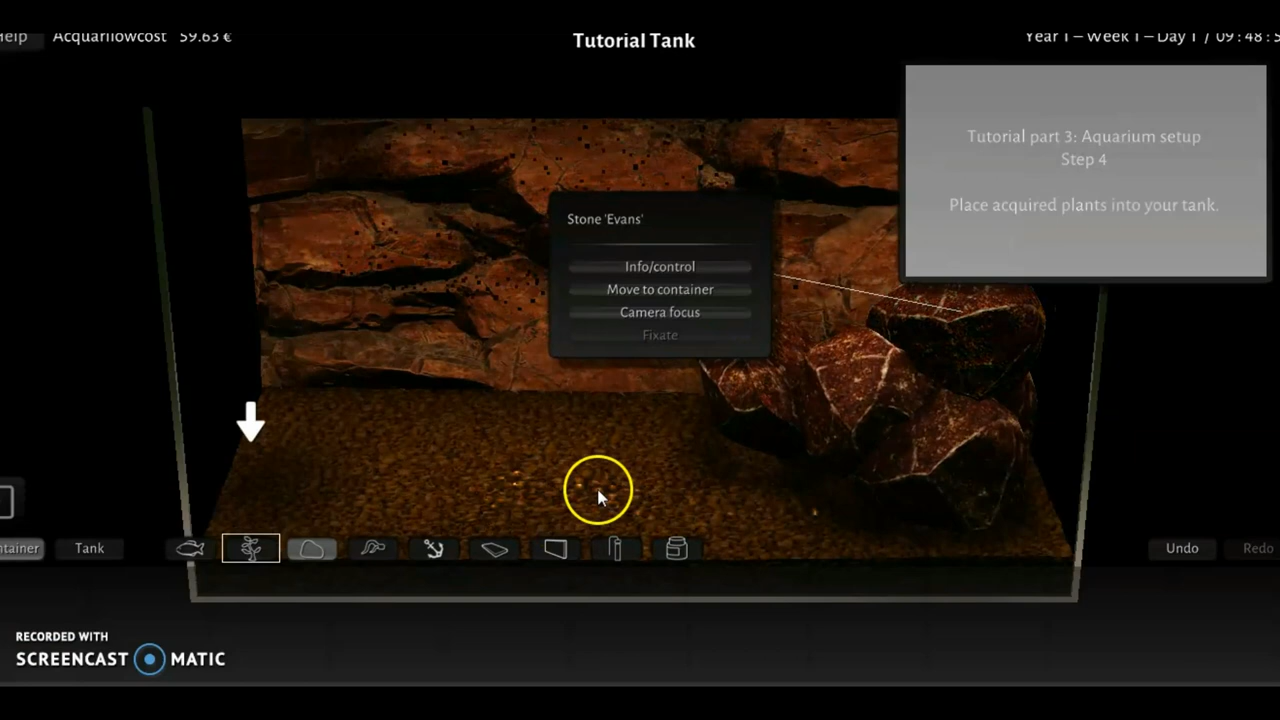 Help
Acquarilowcost 59.63 €
Tutorial Tank
Year 1 – Week 1 – Day 1 / 09:48:5
Tutorial part 3: Aquarium setup
Step 4
Place acquired plants into your tank.
Stone 'Evans'
Info/control
Move to container
Camera focus
Fixate
ntainer
Tank
Undo
Redo
RECORDED WITH
SCREENCAST MATIC